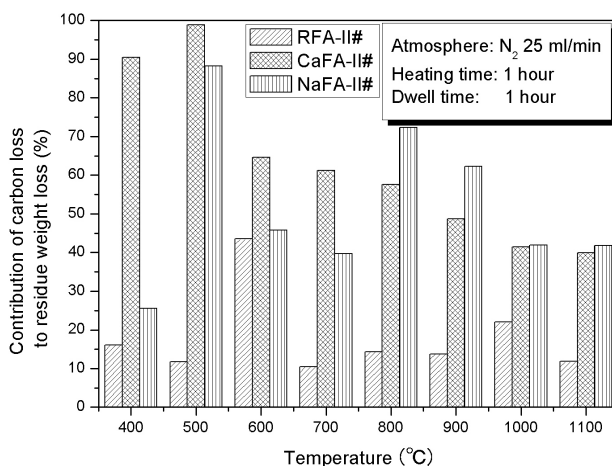 100
90
80
70
60
50
40
30
20
10
0
Contribution of carbon loss
to residue weight loss (%)
RFA-II#
CaFA-II#
NaFA-II#
Atmosphere: N2 25 ml/min
Heating time: 1 hour
Dwell time: 1 hour
400 500 600 700 800 900 1000 1100
Temperature (℃)